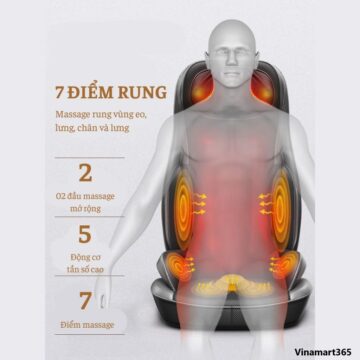 7 ĐIỂM RUNG
Massage rung vùng eo,
lưng, chân và lưng
2
02 đầu massage
mở rộng
5
Động cơ
tần số cao
7
Điểm massage
Vinamart365